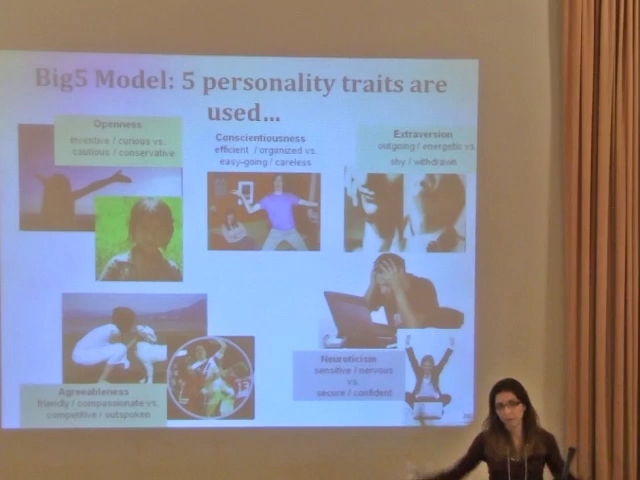 Big5 Model: 5 personality traits are
used...
Openness
inventive / curious vs.
cautious / conservative
Conscientiousness
efficient / organized vs.
easy-going / careless
Extraversion
outgoing / energetic vs.
shy / withdrawn
Agreeableness
friendly / compassionate vs.
competitive / outspoken
13
Neuroticism
sensitive / nervous
vs.
secure / confident